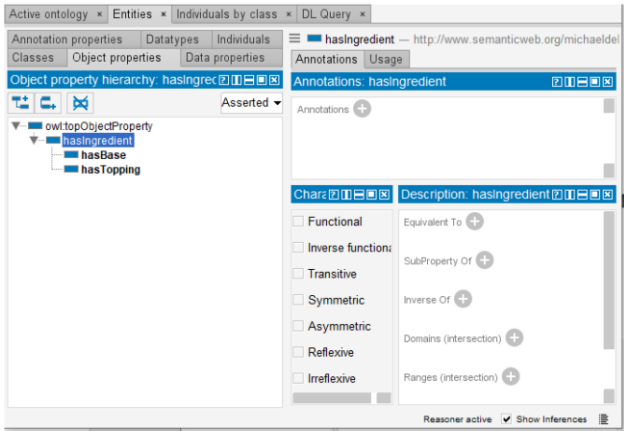 Active ontology × Entities × Individuals by class × DL Query ×
Annotation properties Datatypes Individuals
Classes Object properties Data properties
Object property hierarchy: hasIngred
Asserted
owl:topObjectProperty
hasIngredient
hasBase
hasTopping
hasIngredient — http://www.semanticweb.org/michaeldel
Annotations Usage
Annotations: hasIngredient
Annotations
Chara
Functional
Inverse functiona
Transitive
Symmetric
Asymmetric
Reflexive
Irreflexive
Description: hasIngredient
Equivalent To
SubProperty Of
Inverse Of
Domains (intersection)
Ranges (intersection)
Reasoner active Show Inferences